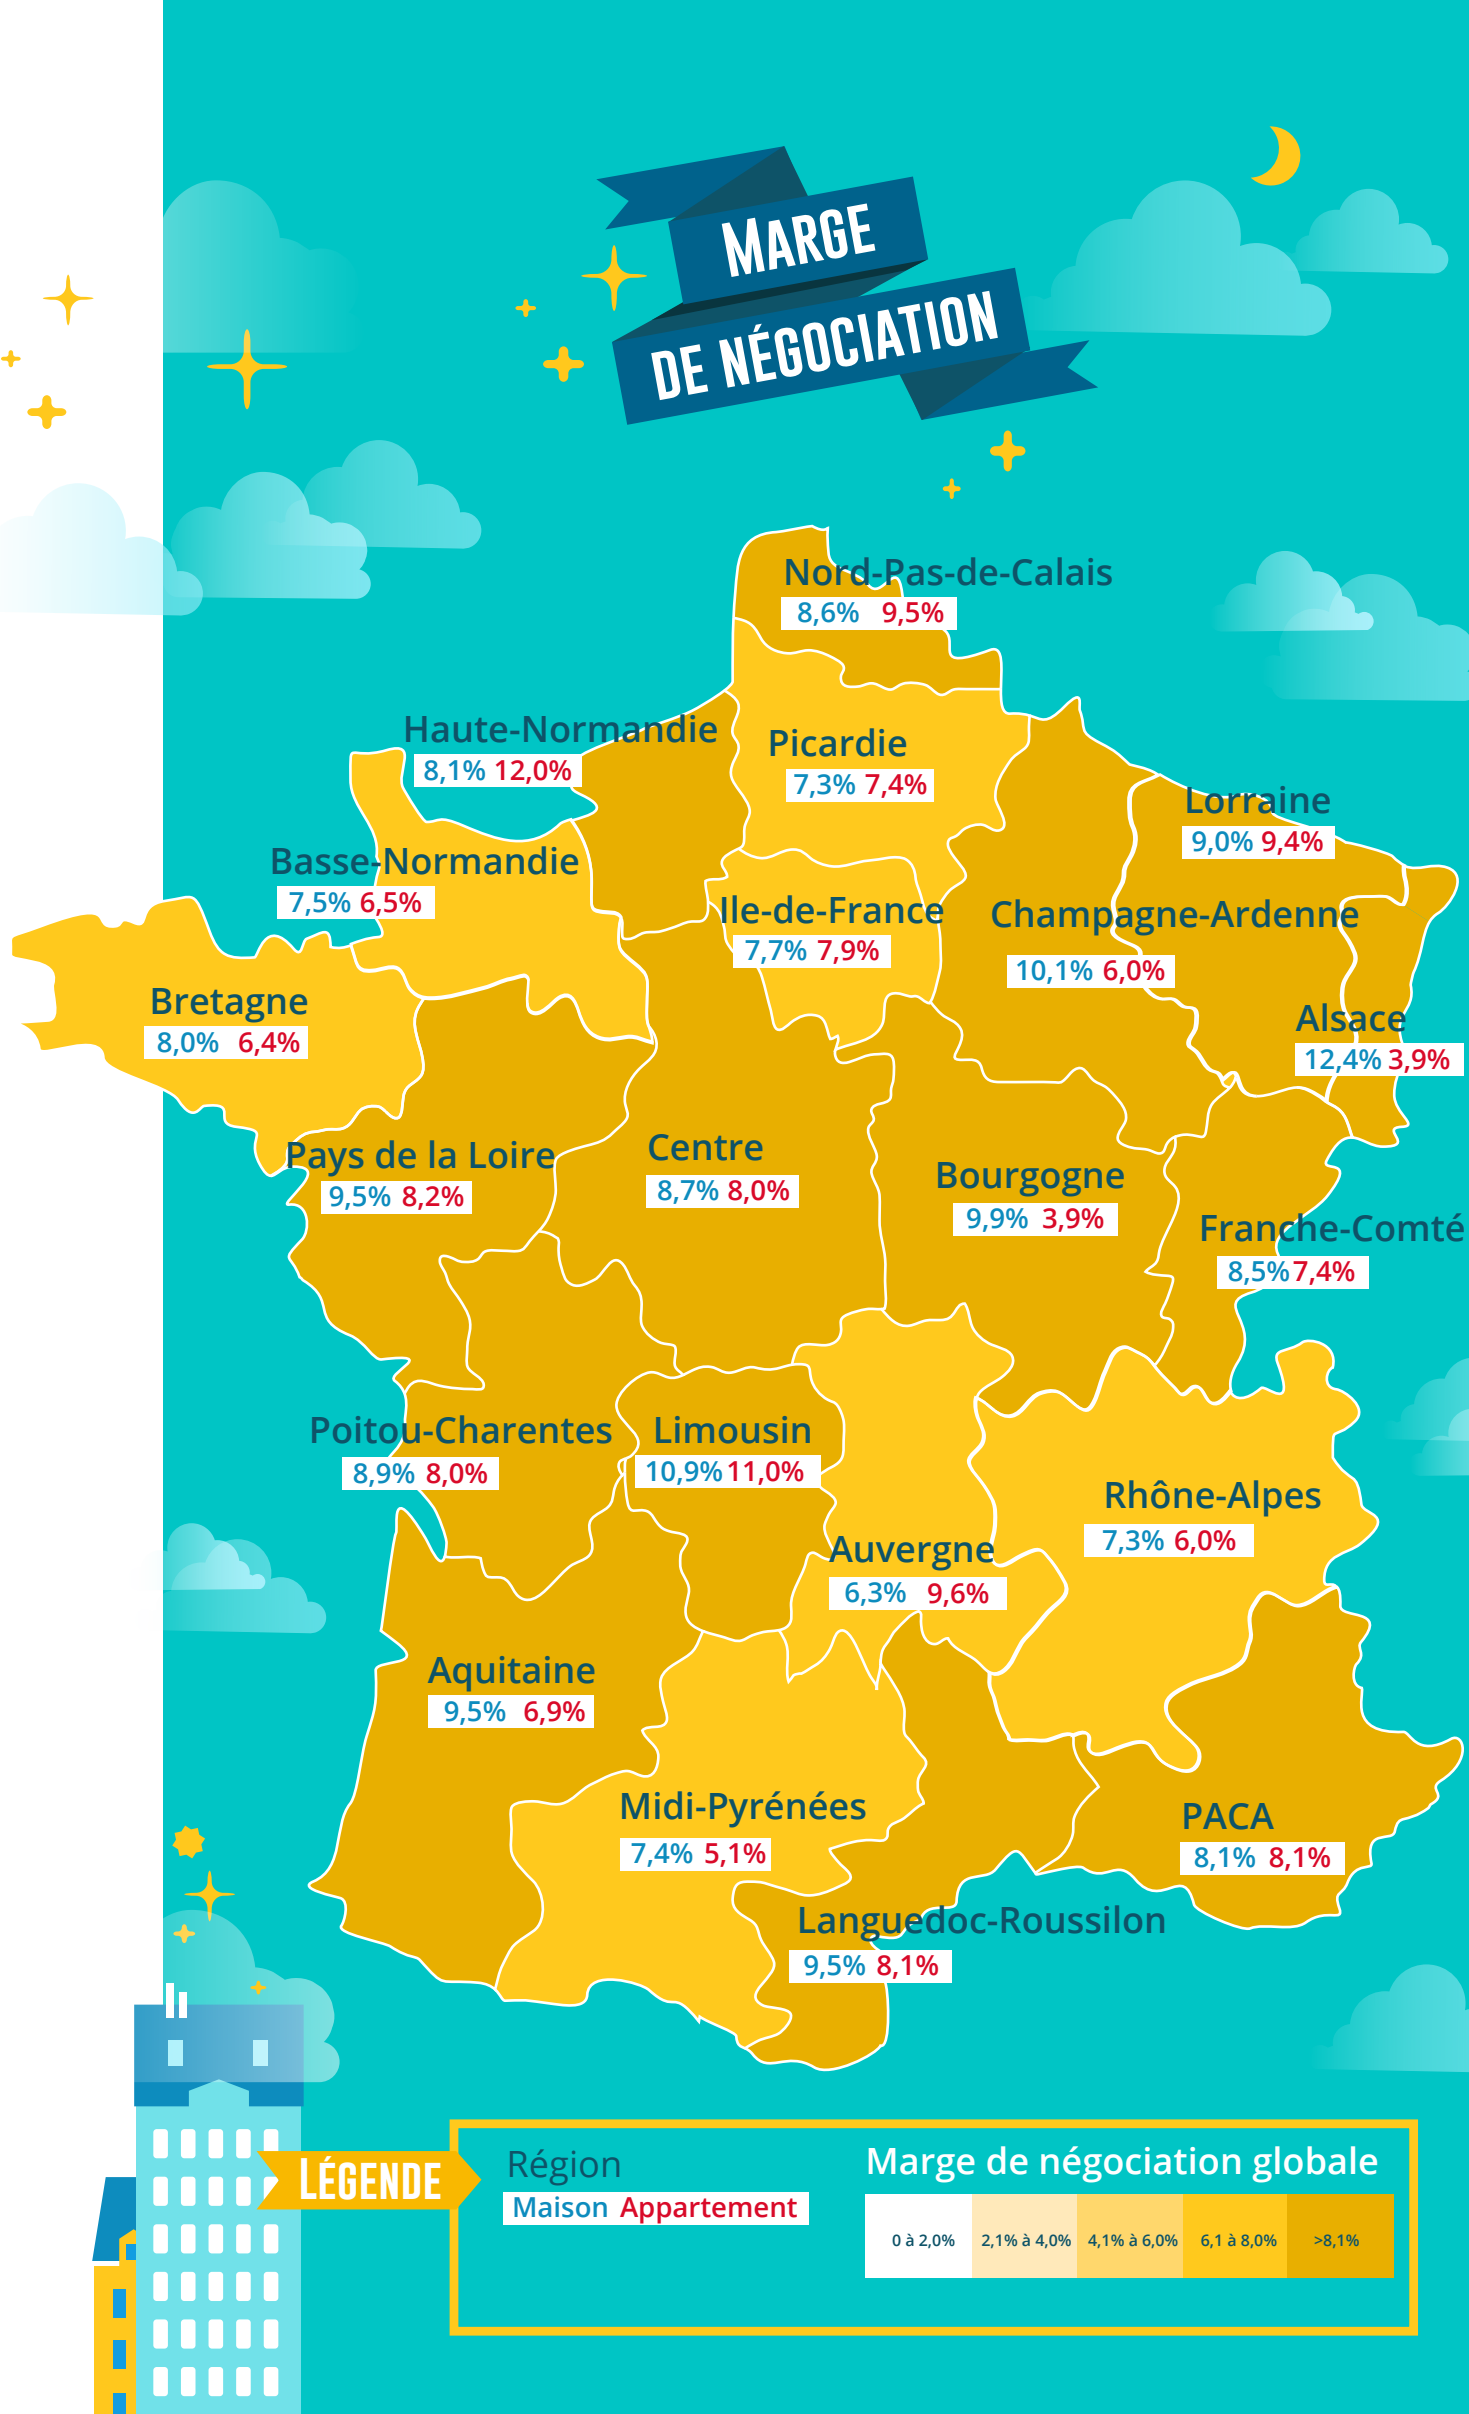 MARGE
DE NÉGOCIATION
Nord-Pas-de-Calais
8,6% 9,5%
Haute-Normandie
8,1% 12,0%
Picardie
7,3% 7,4%
Lorraine
9,0% 9,4%
Basse-Normandie
7,5% 6,5%
Ile-de-France
7,7% 7,9%
Champagne-Ardenne
10,1% 6,0%
Bretagne
8,0% 6,4%
Alsace
12,4% 3,9%
Pays de la Loire
9,5% 8,2%
Centre
8,7% 8,0%
Bourgogne
9,9% 3,9%
Franche-Comté
8,5% 7,4%
Poitou-Charentes
8,9% 8,0%
Limousin
10,9% 11,0%
Rhône-Alpes
7,3% 6,0%
Auvergne
6,3% 9,6%
Aquitaine
9,5% 6,9%
Midi-Pyrénées
7,4% 5,1%
PACA
8,1% 8,1%
Languedoc-Roussilon
9,5% 8,1%
LÉGENDE
Région
Maison Appartement
Marge de négociation globale
0 à 2,0% 2,1% à 4,0% 4,1% à 6,0% 6,1 à 8,0% >8,1%